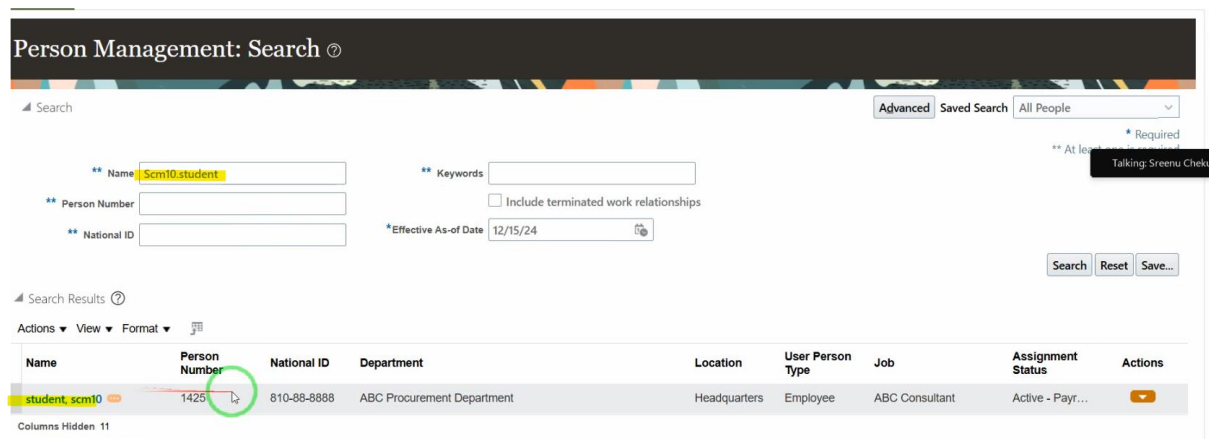 Person Management: Search
Search
Advanced Saved Search All People
* Required
** At least one is required
Talking: Sreenu Cheku
** Name Scm10.student
** Keywords
** Person Number
Include terminated work relationships
** National ID
*Effective As-of Date 12/15/24
Search Reset Save...
Search Results
Actions View Format
Name Person Number National ID Department Location User Person Type Job Assignment Status Actions
student, scm10 1425 810-88-8888 ABC Procurement Department Headquarters Employee ABC Consultant Active - Payr...
Columns Hidden 11